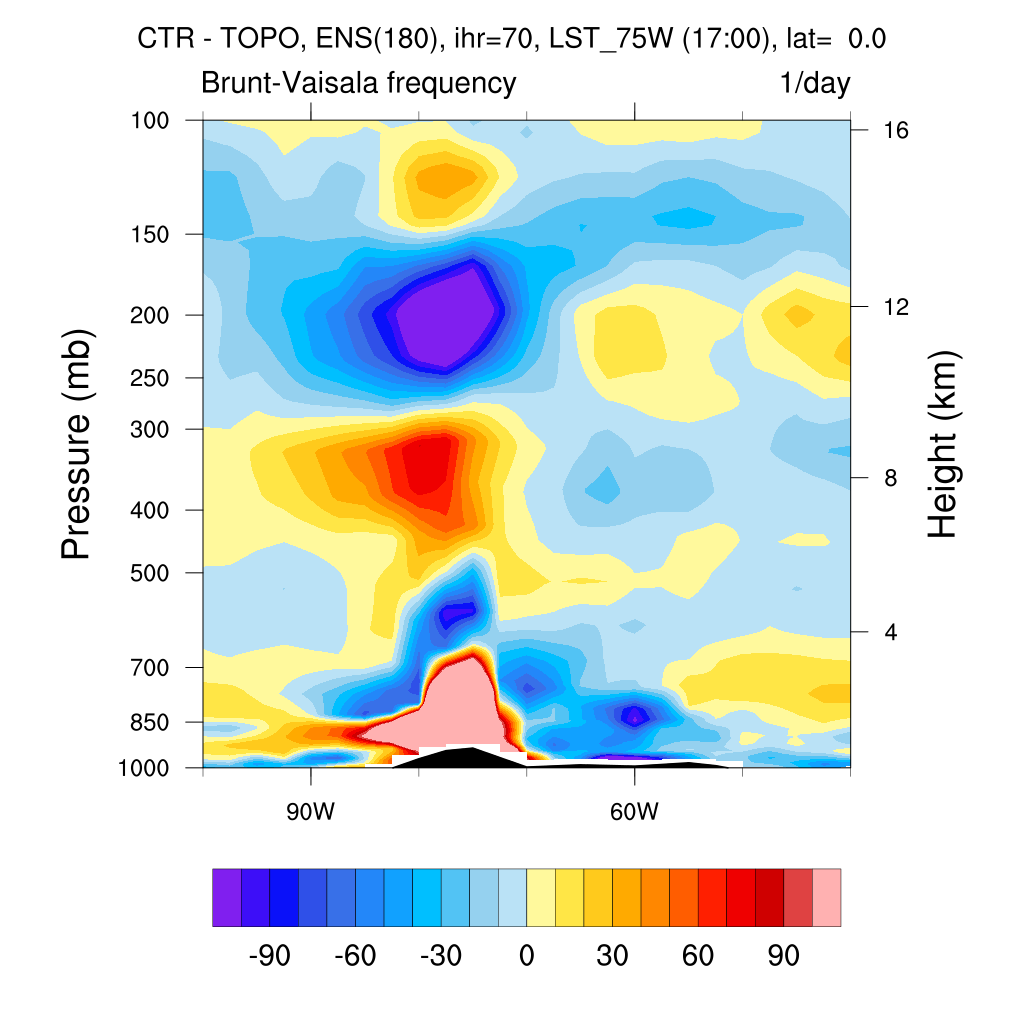 CTR - TOPO, ENS(180), ihr=70, LST_75W (17:00), lat=  0.0
Brunt-Vaisala frequency 1/day
100
150
200
250
300
400
500
700
850
1000
Pressure (mb)
16
12
8
4
Height (km)
90W 60W
-90 -60 -30 0 30 60 90